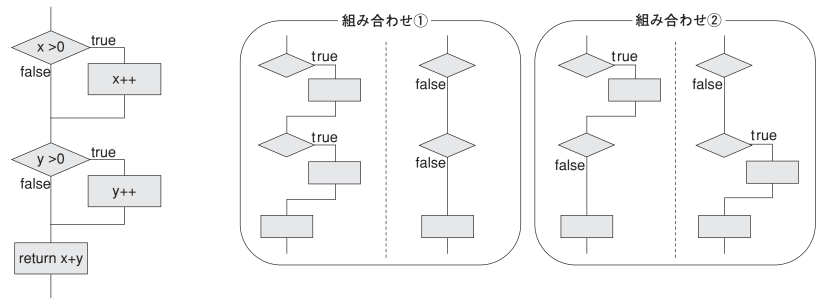 x >0
true
false
x++
y >0
true
false
y++
return x+y
組み合わせ①
true
true
false
false
組み合わせ②
true
false
false
true